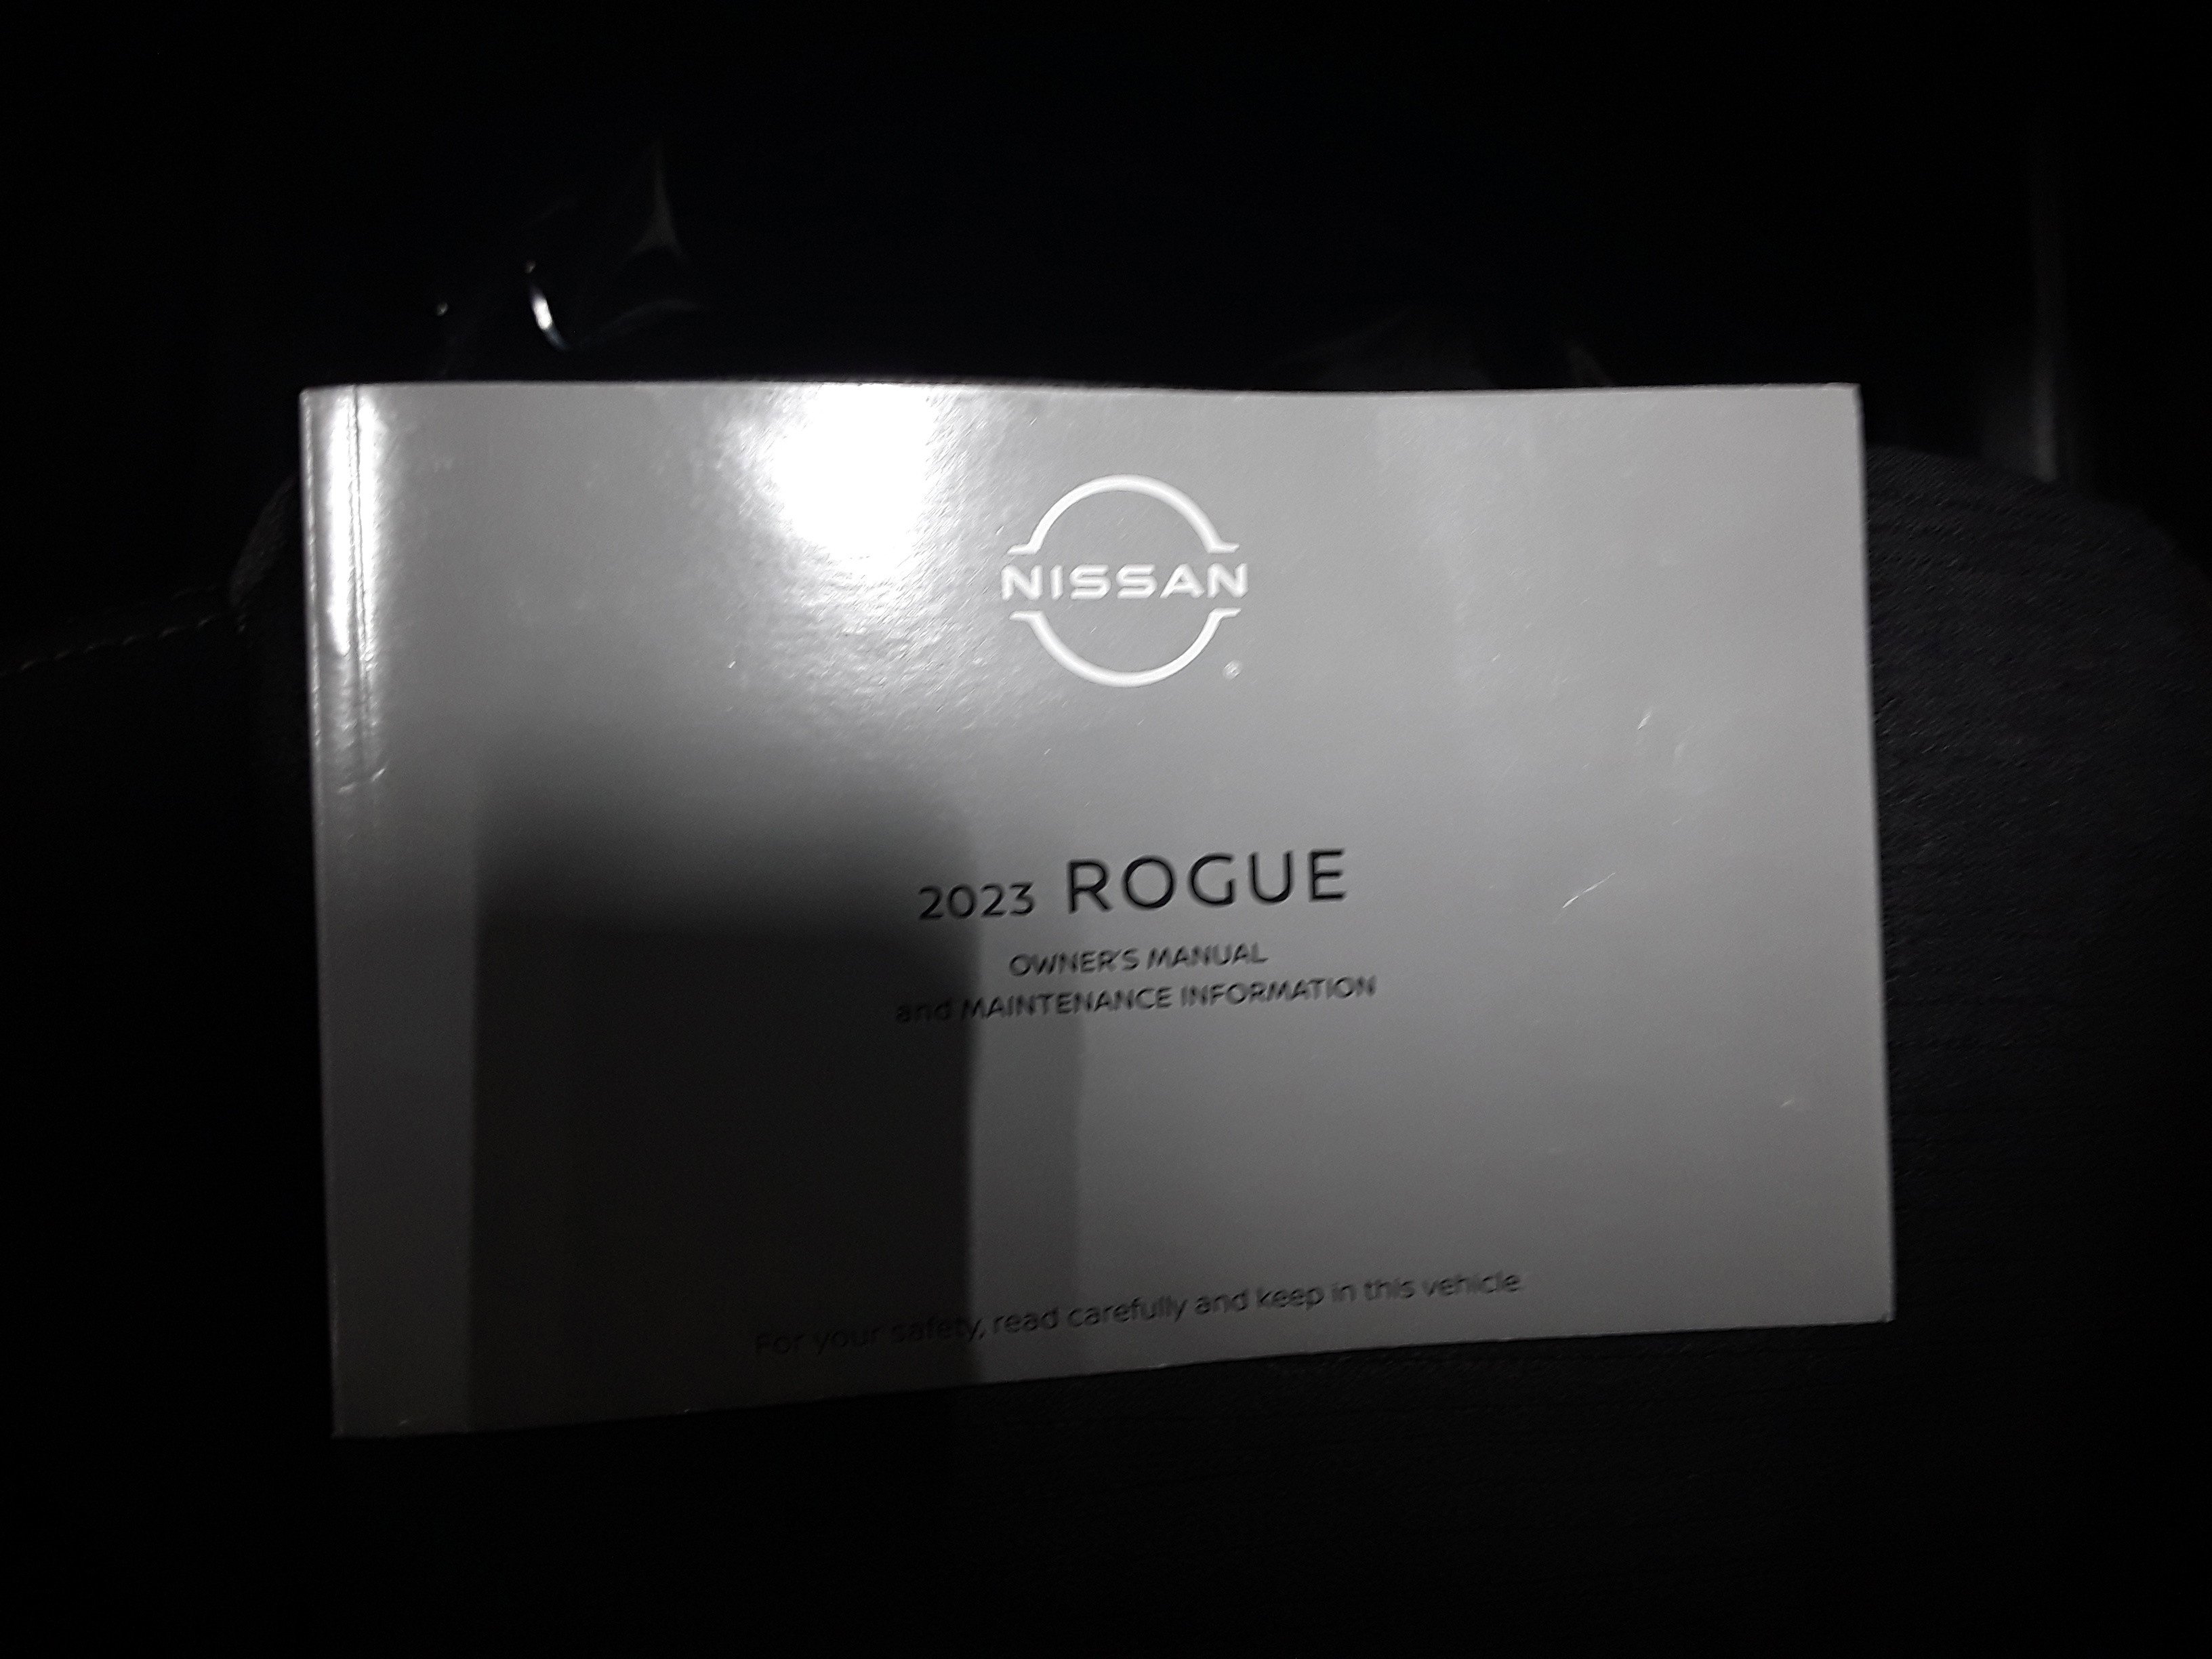 NISSAN
®
2023 ROGUE
OWNER'S MANUAL
and MAINTENANCE INFORMATION
For your safety, read carefully and keep in this vehicle